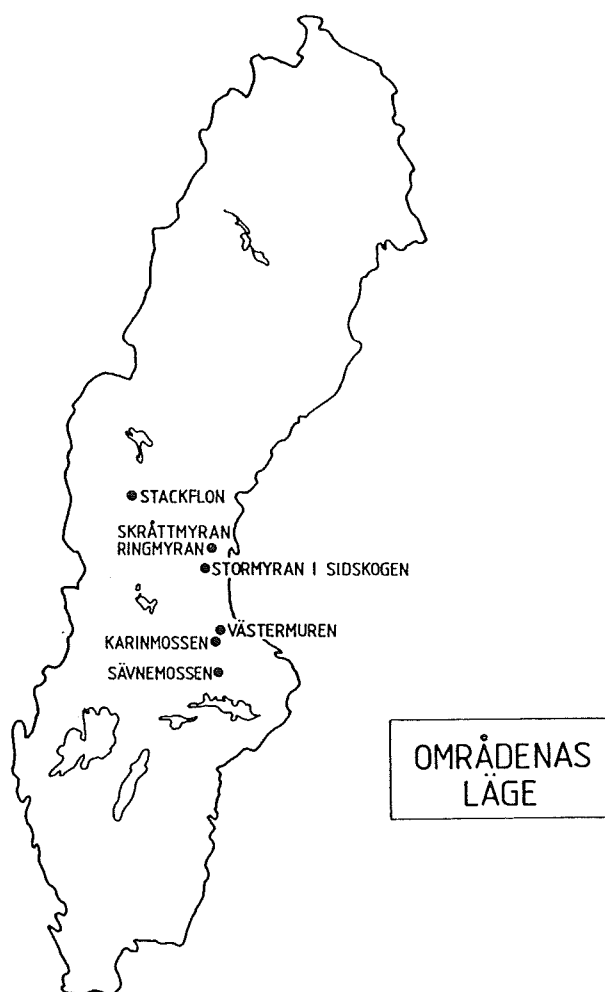 STACKFLON
SKRÅTTMYRAN
RINGMYRAN
STORMYRAN I SIDSKOGEN
VÄSTERMUREN
KARINMOSSEN
SÄVNEMOSSEN
OMRÅDENAS
LÄGE